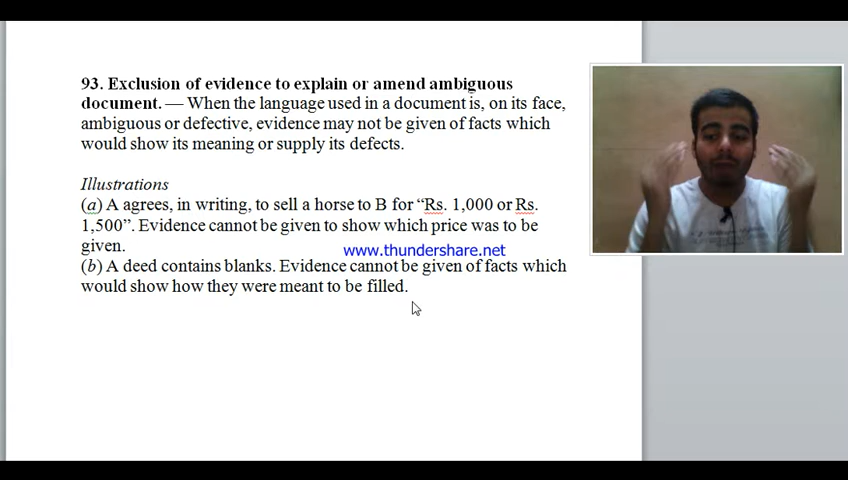 93. Exclusion of evidence to explain or amend ambiguous
document. — When the language used in a document is, on its face,
ambiguous or defective, evidence may not be given of facts which
would show its meaning or supply its defects.
Illustrations
(a) A agrees, in writing, to sell a horse to B for “Rs. 1,000 or Rs.
1,500”. Evidence cannot be given to show which price was to be
given.
www.thundershare.net
(b) A deed contains blanks. Evidence cannot be given of facts which
would show how they were meant to be filled.